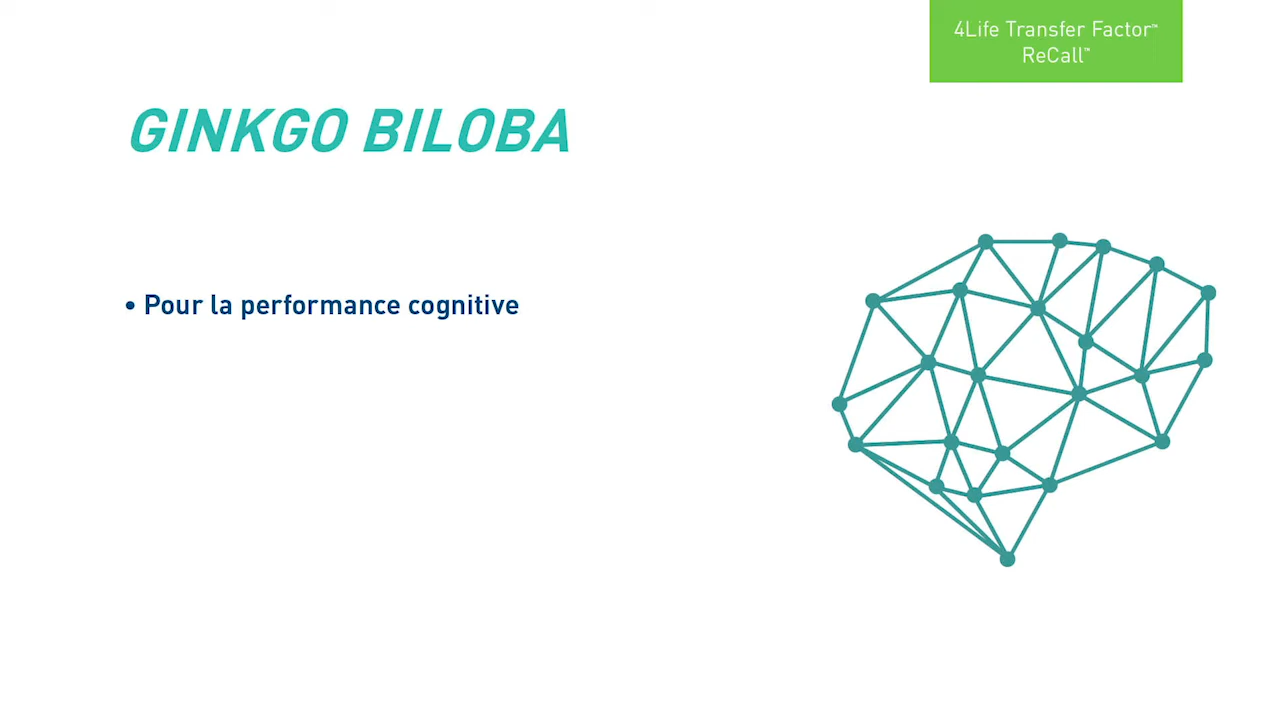 4Life Transfer Factor™
ReCall™
GINKGO BILOBA
• Pour la performance cognitive